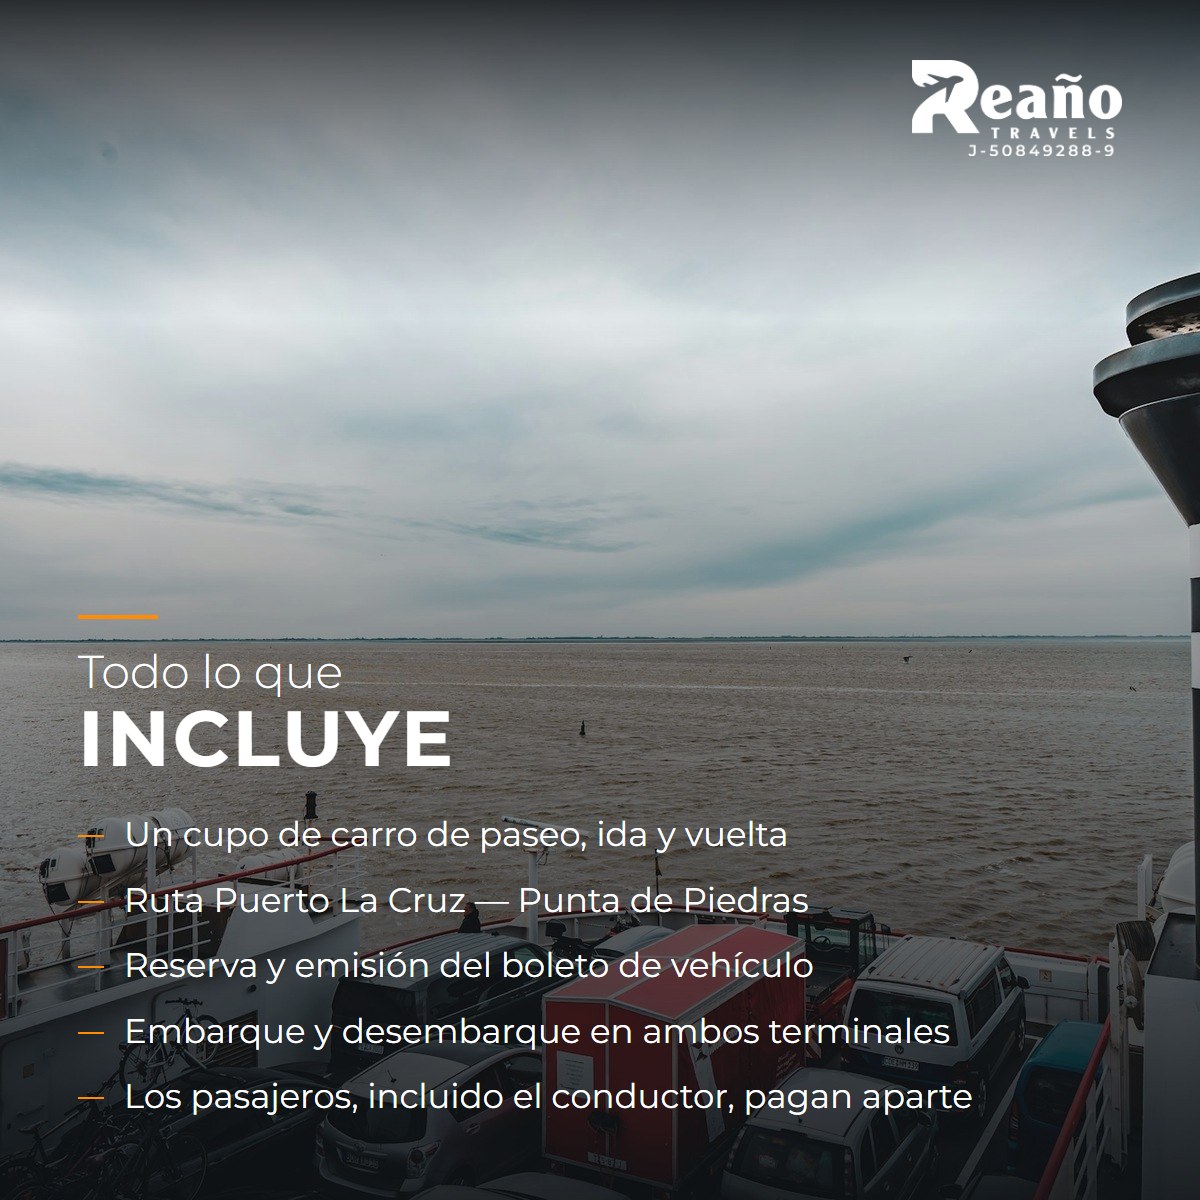 Reaño
TRAVELS
J-50849288-9
Todo lo que
INCLUYE
Un cupo de carro de paseo, ida y vuelta
Ruta Puerto La Cruz — Punta de Piedras
Reserva y emisión del boleto de vehículo
Embarque y desembarque en ambos terminales
Los pasajeros, incluido el conductor, pagan aparte